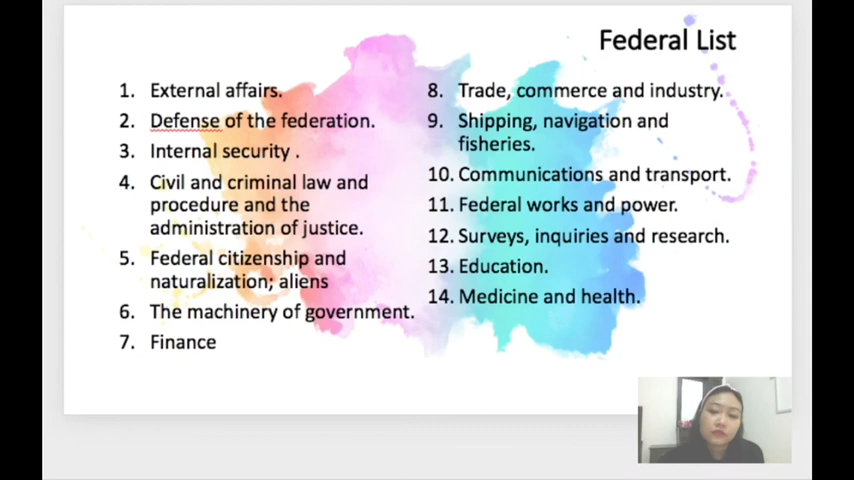 Federal List
1. External affairs.
2. Defense of the federation.
3. Internal security .
4. Civil and criminal law and
procedure and the
administration of justice.
5. Federal citizenship and
naturalization; aliens
6. The machinery of government.
7. Finance
8. Trade, commerce and industry.
9. Shipping, navigation and
fisheries.
10. Communications and transport.
11. Federal works and power.
12. Surveys, inquiries and research.
13. Education.
14. Medicine and health.